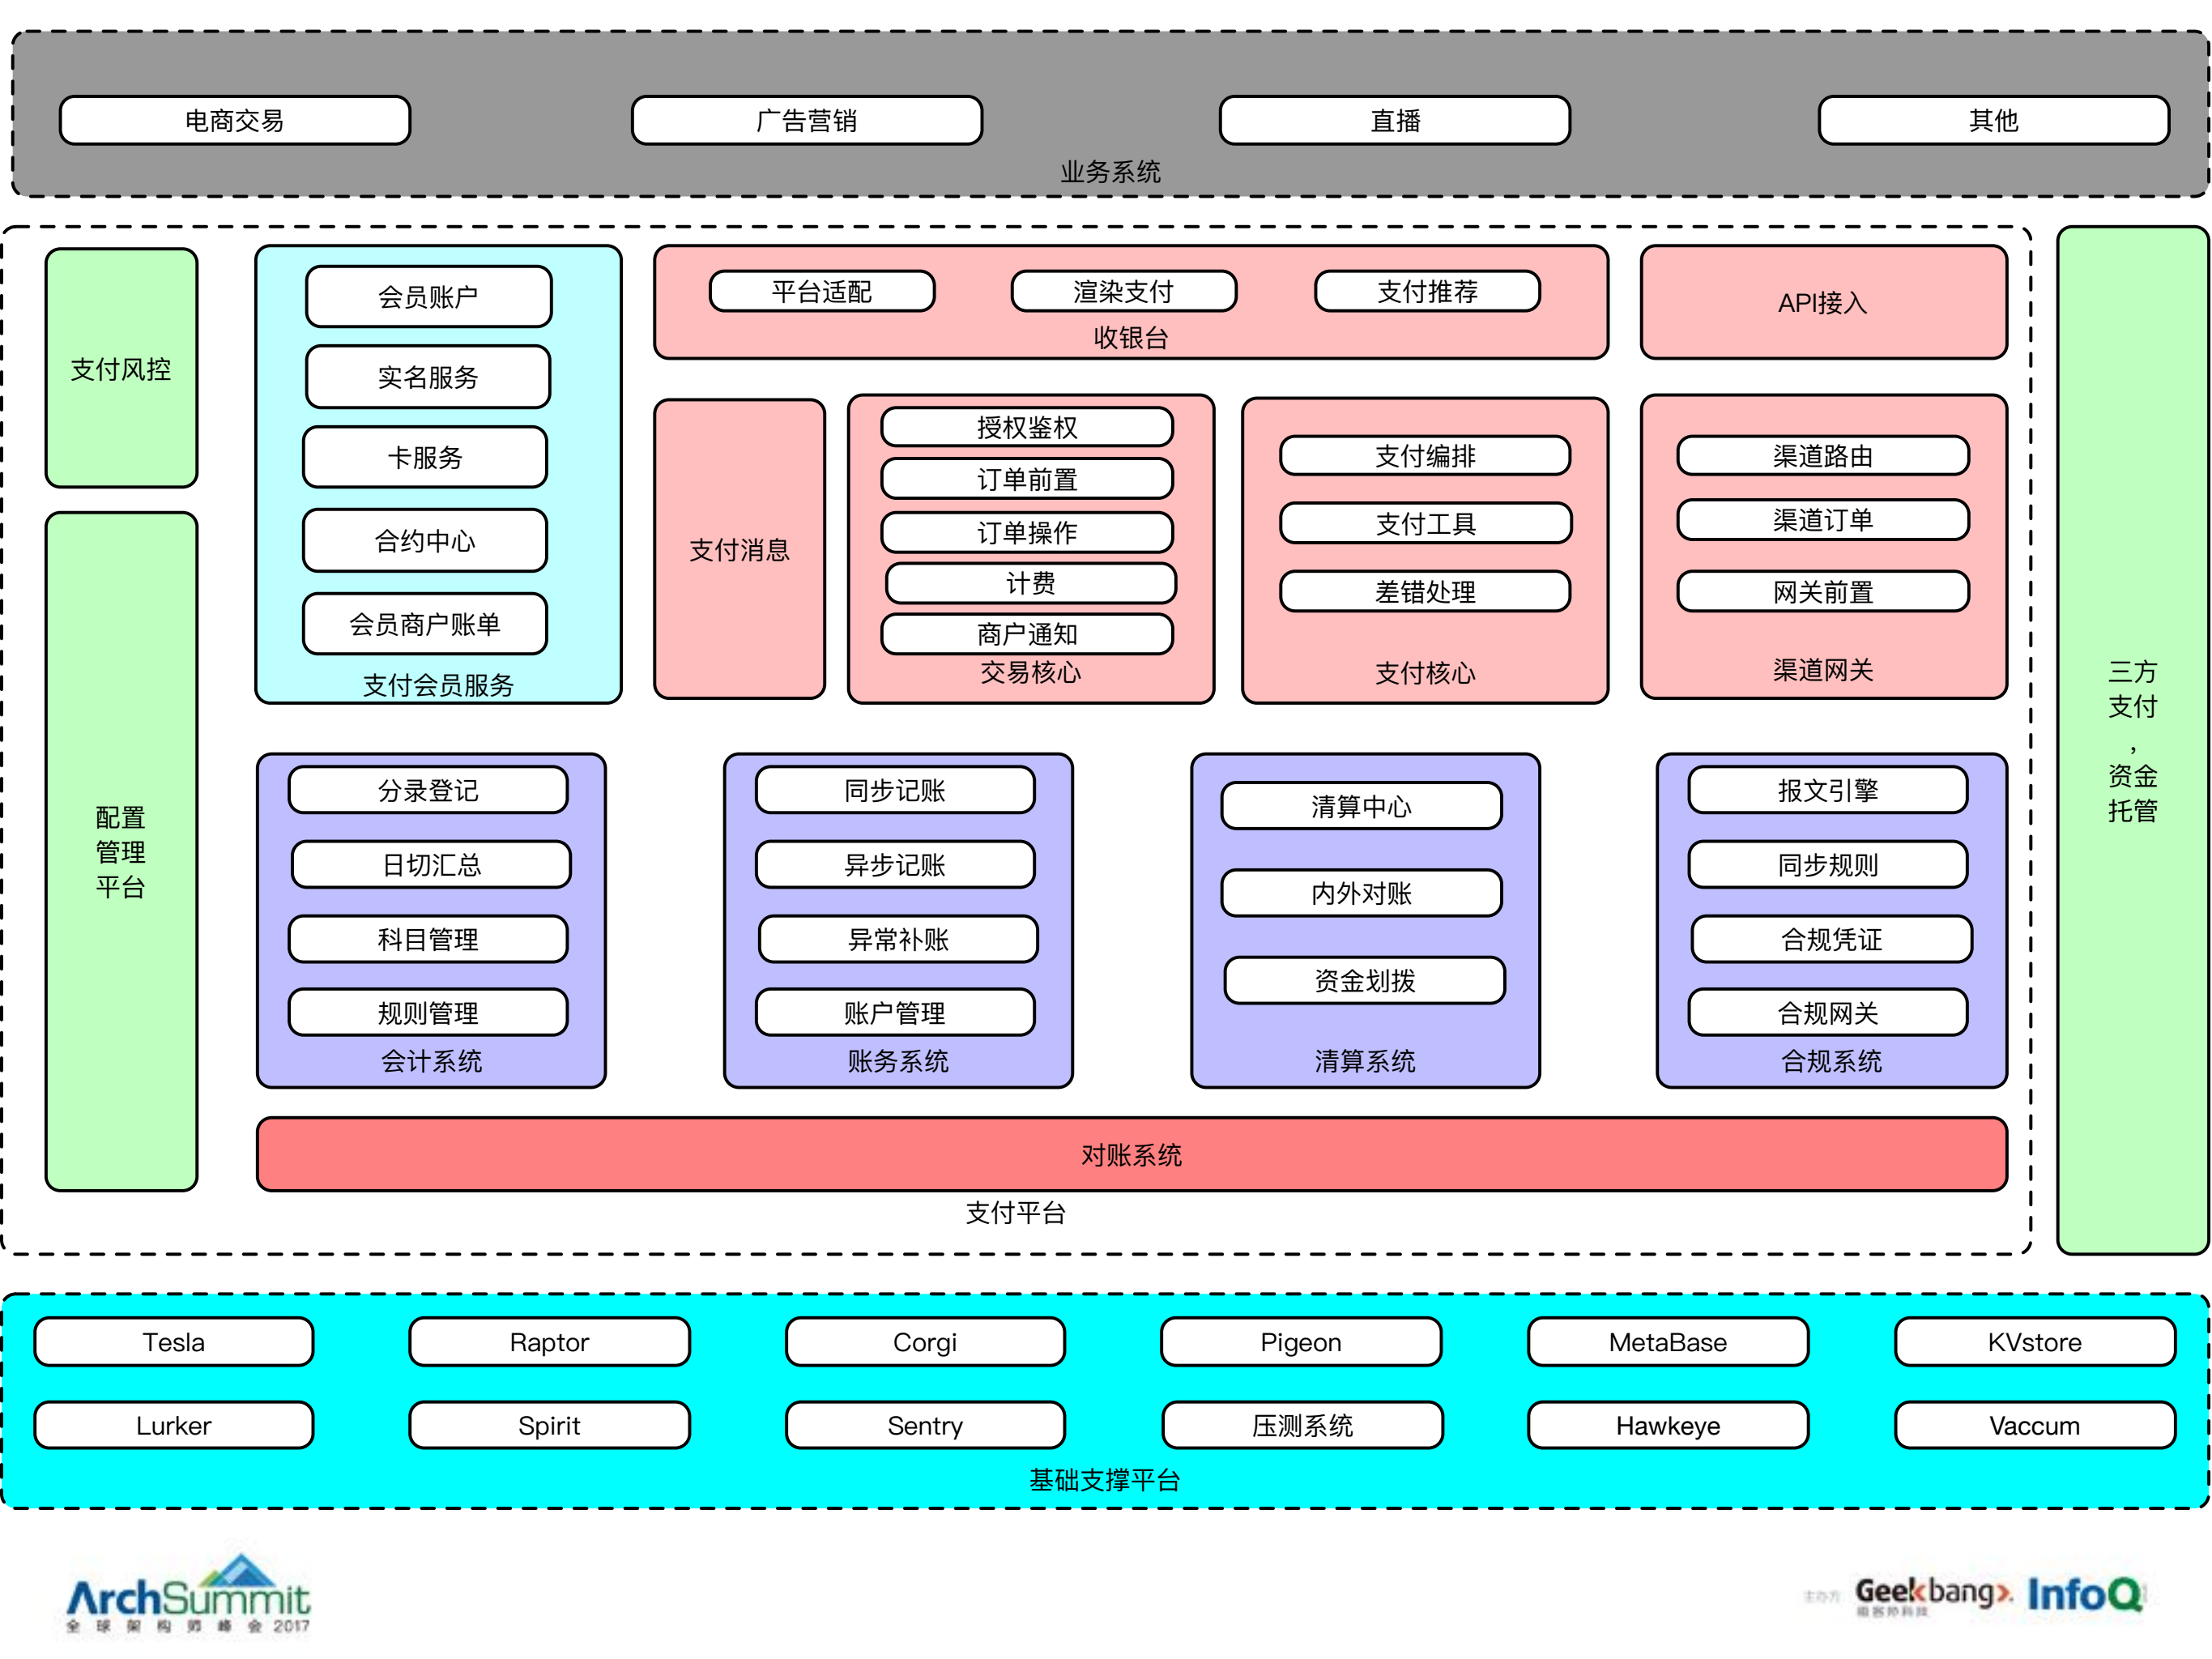 电商交易
广告营销
直播
其他
业务系统
支付风控
配置
管理
平台
会员账户
实名服务
卡服务
合约中心
会员商户账单
支付会员服务
平台适配
渲染支付
支付推荐
收银台
API接入
支付消息
授权鉴权
订单前置
订单操作
计费
商户通知
交易核心
支付编排
支付工具
差错处理
支付核心
渠道路由
渠道订单
网关前置
渠道网关
分录登记
日切汇总
科目管理
规则管理
会计系统
同步记账
异步记账
异常补账
账户管理
账务系统
清算中心
内外对账
资金划拨
清算系统
报文引擎
同步规则
合规凭证
合规网关
合规系统
对账系统
支付平台
三方
支付
，
资金
托管
Tesla
Raptor
Corgi
Pigeon
MetaBase
KVstore
Lurker
Spirit
Sentry
压测系统
Hawkeye
Vaccum
基础支撑平台
ArchSummit
全球架构师峰会 2017
主办方
Geekbang>.
极客邦科技
InfoQ